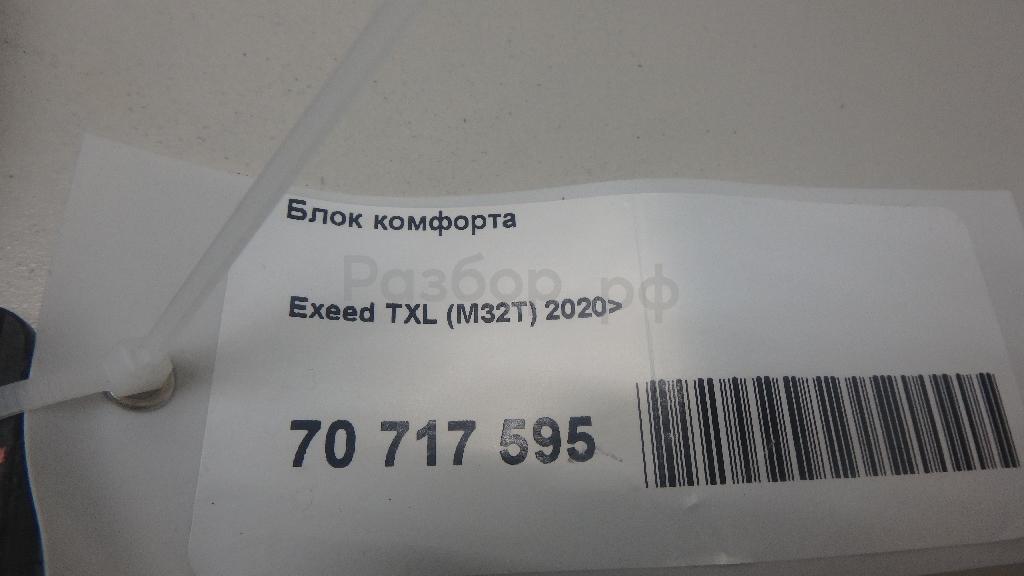 Блок комфорта
Разбор.рф
Exeed TXL (M32T) 2020>
70 717 595